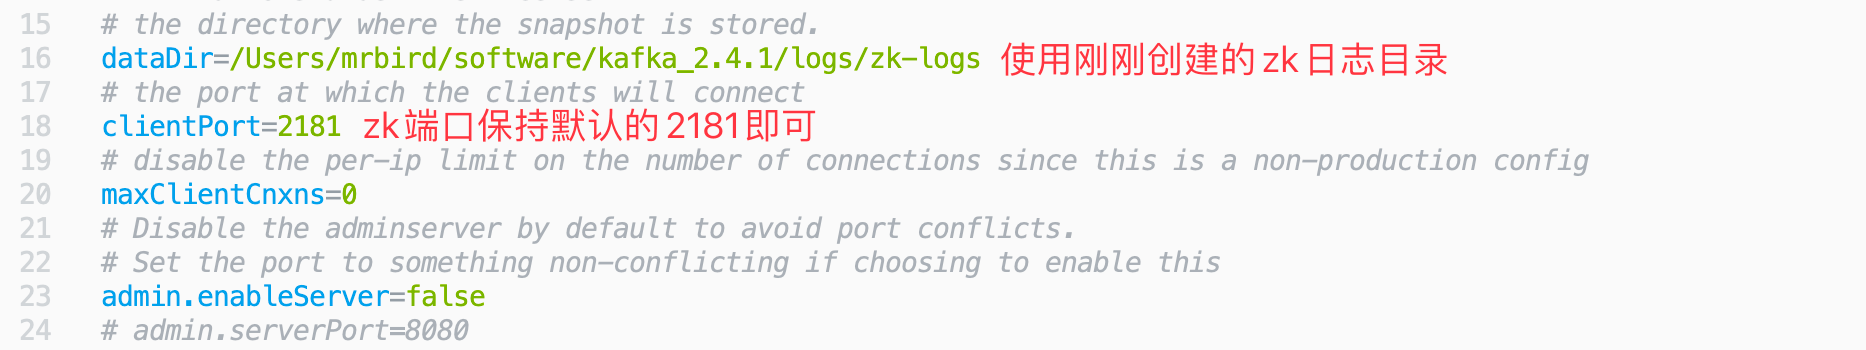 15 # the directory where the snapshot is stored.
16 dataDir=/Users/mrbird/software/kafka_2.4.1/logs/zk-logs 使用刚刚创建的zk日志目录
17 # the port at which the clients will connect
18 clientPort=2181 zk端口保持默认的2181即可
19 # disable the per-ip limit on the number of connections since this is a non-production config
20 maxClientCnxns=0
21 # Disable the adminserver by default to avoid port conflicts.
22 # Set the port to something non-conflicting if choosing to enable this
23 admin.enableServer=false
24 # admin.serverPort=8080